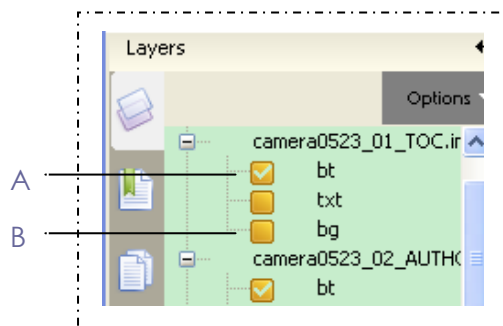 Layers
Options
camera0523_01_TOC.ir
A
bt
txt
B
bg
camera0523_02_AUTH(
bt